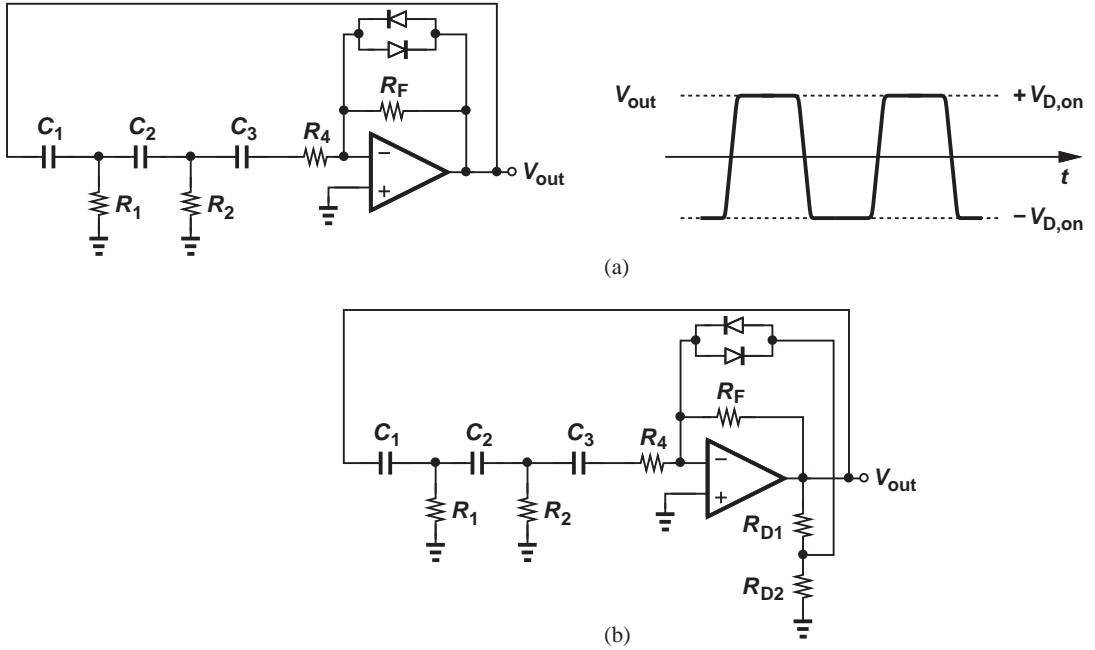 R_F
C_1 C_2 C_3 R_4
−
+
V_out
R_1 R_2
V_out
+V_D,on
t
−V_D,on
(a)
R_F
C_1 C_2 C_3 R_4
−
+
V_out
R_1 R_2
R_D1
R_D2
(b)